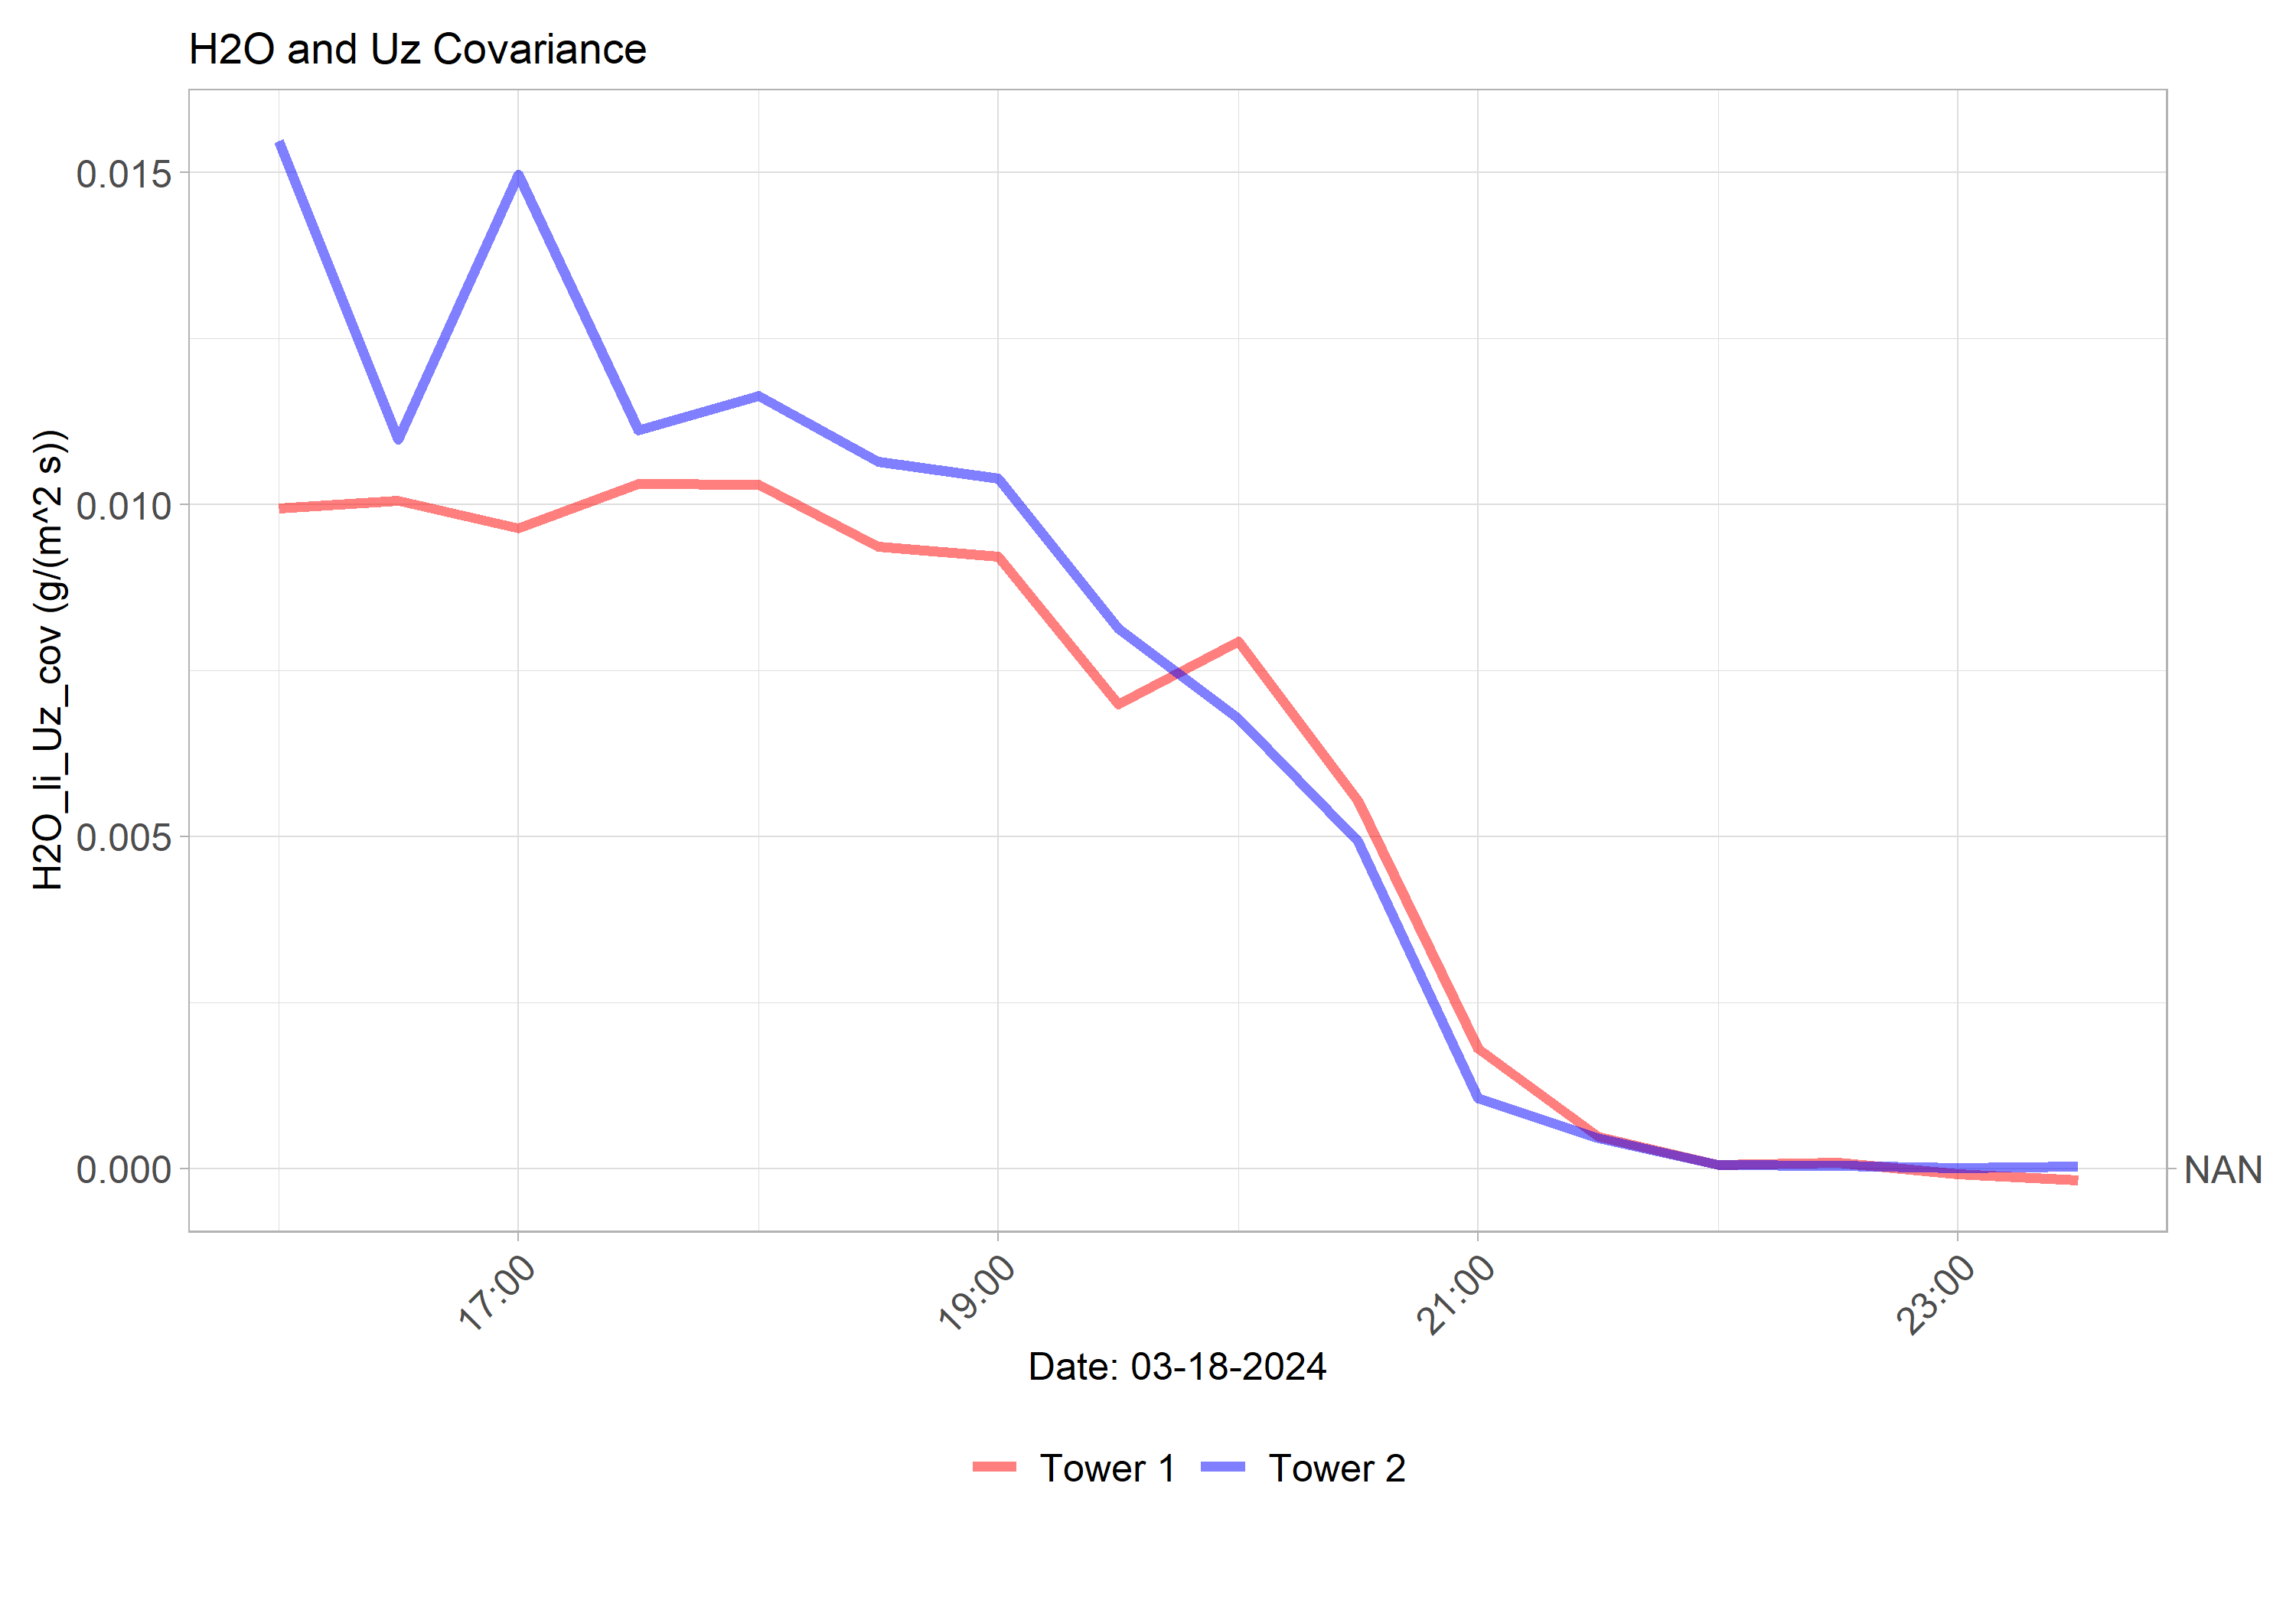 H2O and Uz Covariance
H2O_li_Uz_cov (g/(m^2 s))
0.015
0.010
0.005
0.000
NAN
17:00
19:00
21:00
23:00
Date: 03-18-2024
Tower 1
Tower 2